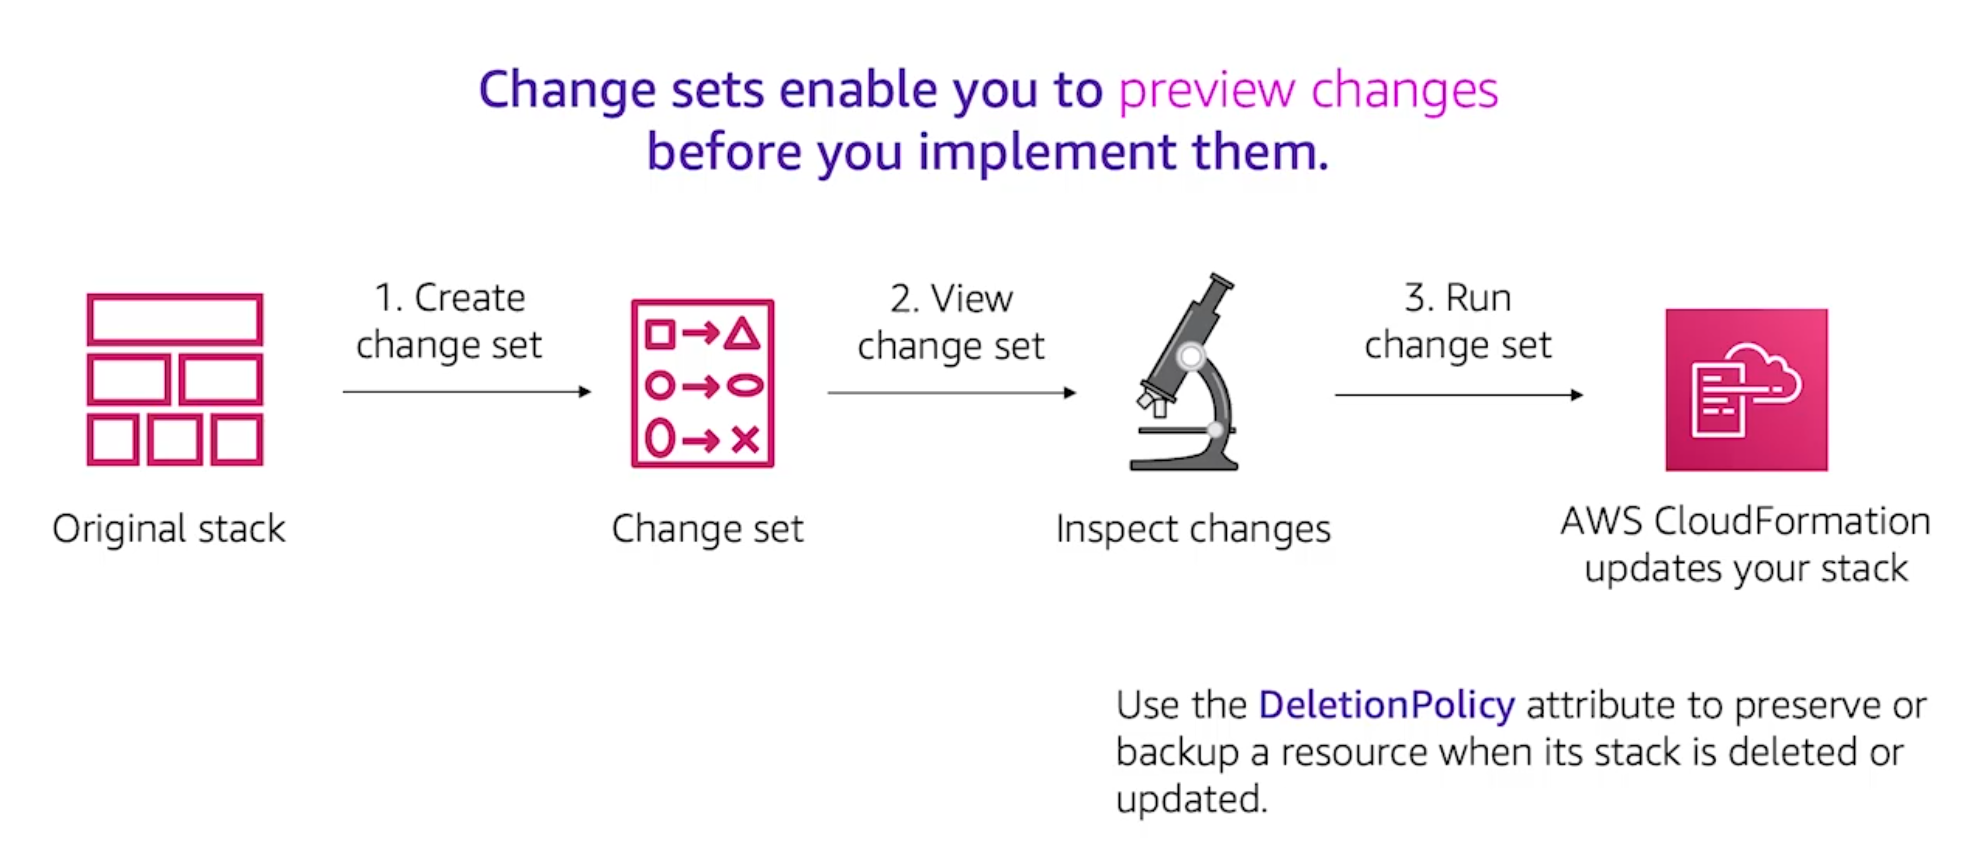 Change sets enable you to preview changes
before you implement them.
1. Create
change set
2. View
change set
3. Run
change set
Original stack
Change set
Inspect changes
AWS CloudFormation
updates your stack
Use the DeletionPolicy attribute to preserve or
backup a resource when its stack is deleted or
updated.